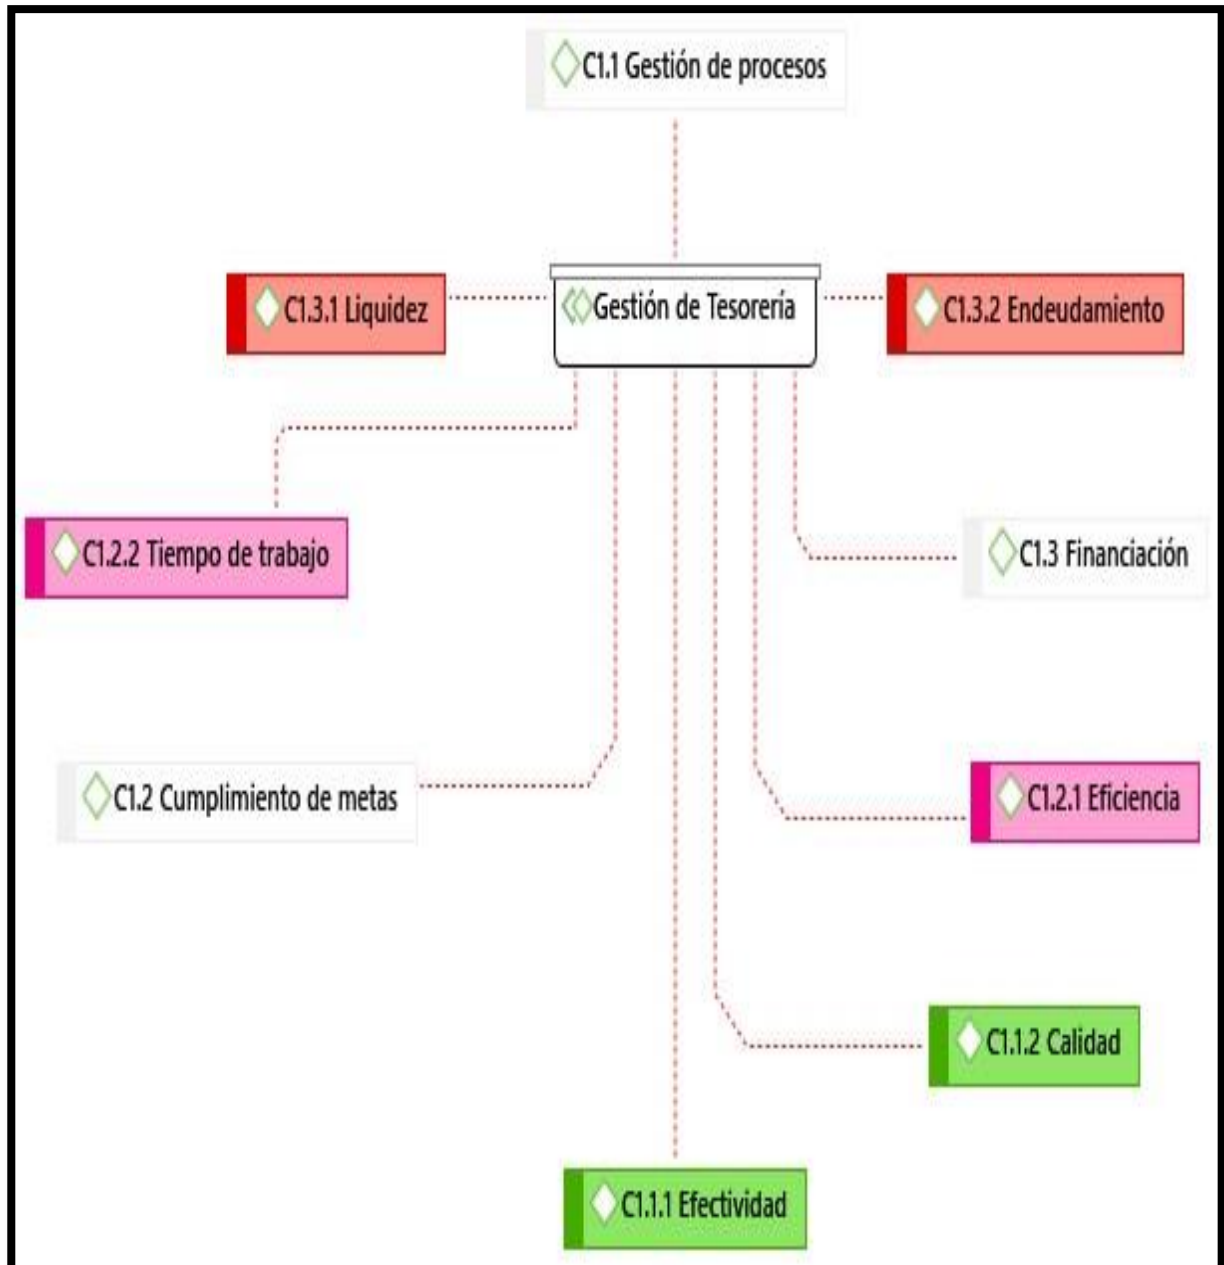 C1.1 Gestión de procesos
C1.3.1 Liquidez
Gestión de Tesorería
C1.3.2 Endeudamiento
C1.2.2 Tiempo de trabajo
C1.3 Financiación
C1.2 Cumplimiento de metas
C1.2.1 Eficiencia
C1.1.2 Calidad
C1.1.1 Efectividad